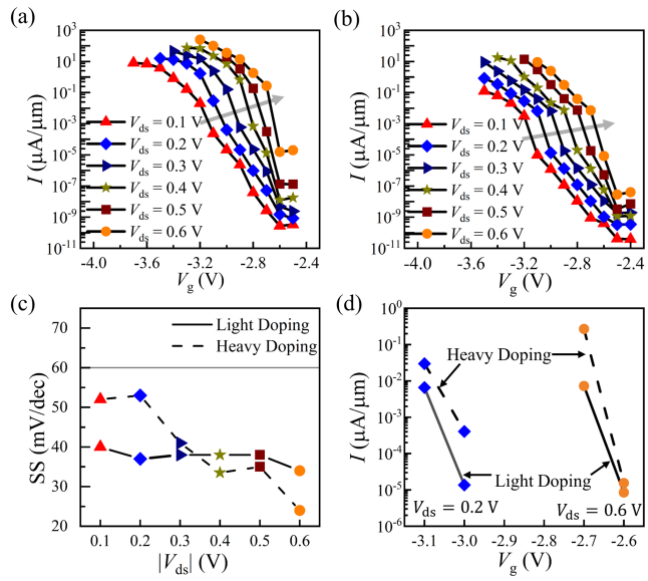 (a)
10³
10¹
10⁻¹
10⁻³
10⁻⁵
10⁻⁷
10⁻⁹
10⁻¹¹
I (μA/μm)
Vds = 0.1 V
Vds = 0.2 V
Vds = 0.3 V
Vds = 0.4 V
Vds = 0.5 V
Vds = 0.6 V
-4.0 -3.6 -3.2 -2.8 -2.4
Vg (V)
(b)
10³
10¹
10⁻¹
10⁻³
10⁻⁵
10⁻⁷
10⁻⁹
10⁻¹¹
I (μA/μm)
Vds = 0.1 V
Vds = 0.2 V
Vds = 0.3 V
Vds = 0.4 V
Vds = 0.5 V
Vds = 0.6 V
-4.0 -3.6 -3.2 -2.8 -2.4
Vg (V)
(c)
80
70
60
50
40
30
20
SS (mV/dec)
Light Doping
Heavy Doping
0.1 0.2 0.3 0.4 0.5 0.6
|Vds| (V)
(d)
10⁰
10⁻¹
10⁻²
10⁻³
10⁻⁴
10⁻⁵
10⁻⁶
I (μA/μm)
Heavy Doping
Light Doping
Vds = 0.2 V
Vds = 0.6 V
-3.1 -3.0 -2.9 -2.8 -2.7 -2.6
Vg (V)